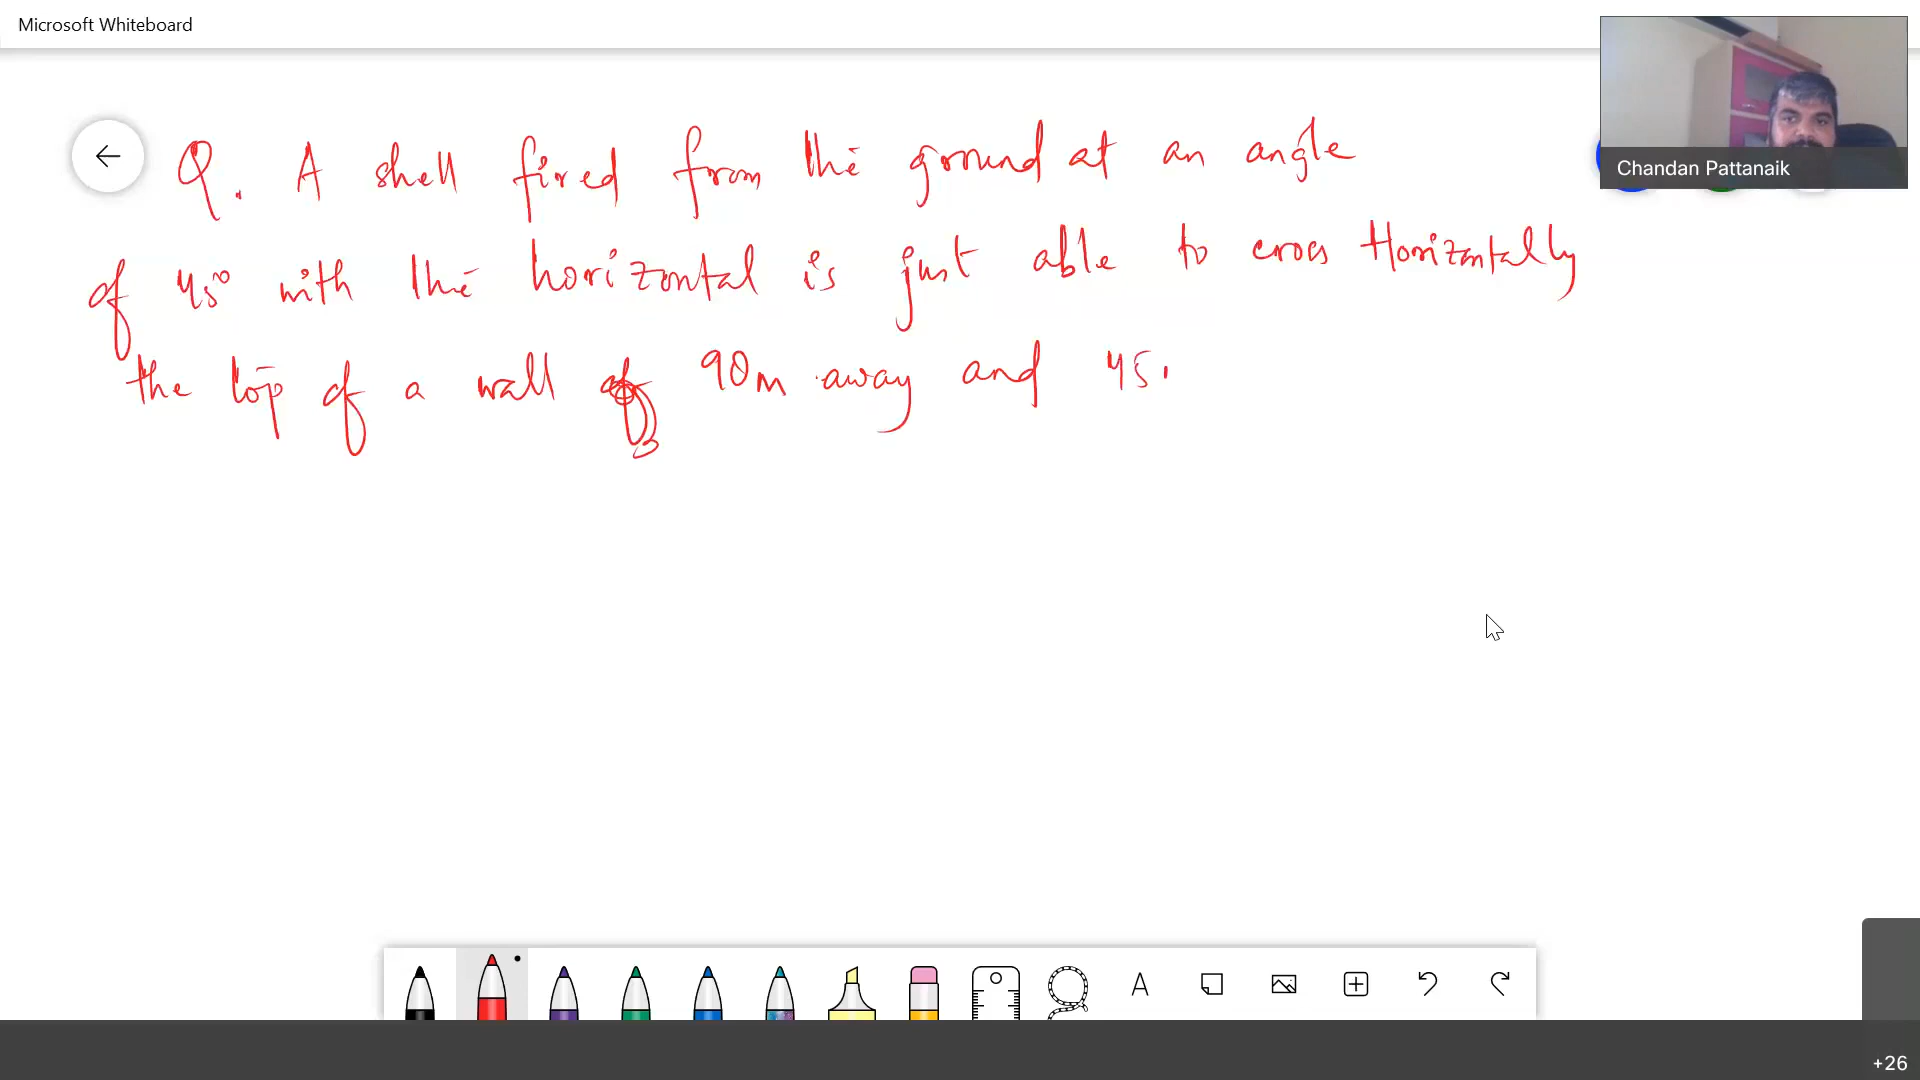 Microsoft Whiteboard
Chandan Pattanaik
Q. A shell fired from the ground at an angle
of 45° with the horizontal is just able to cross Horizontally
the top of a wall 90m away and 45.
A
+26